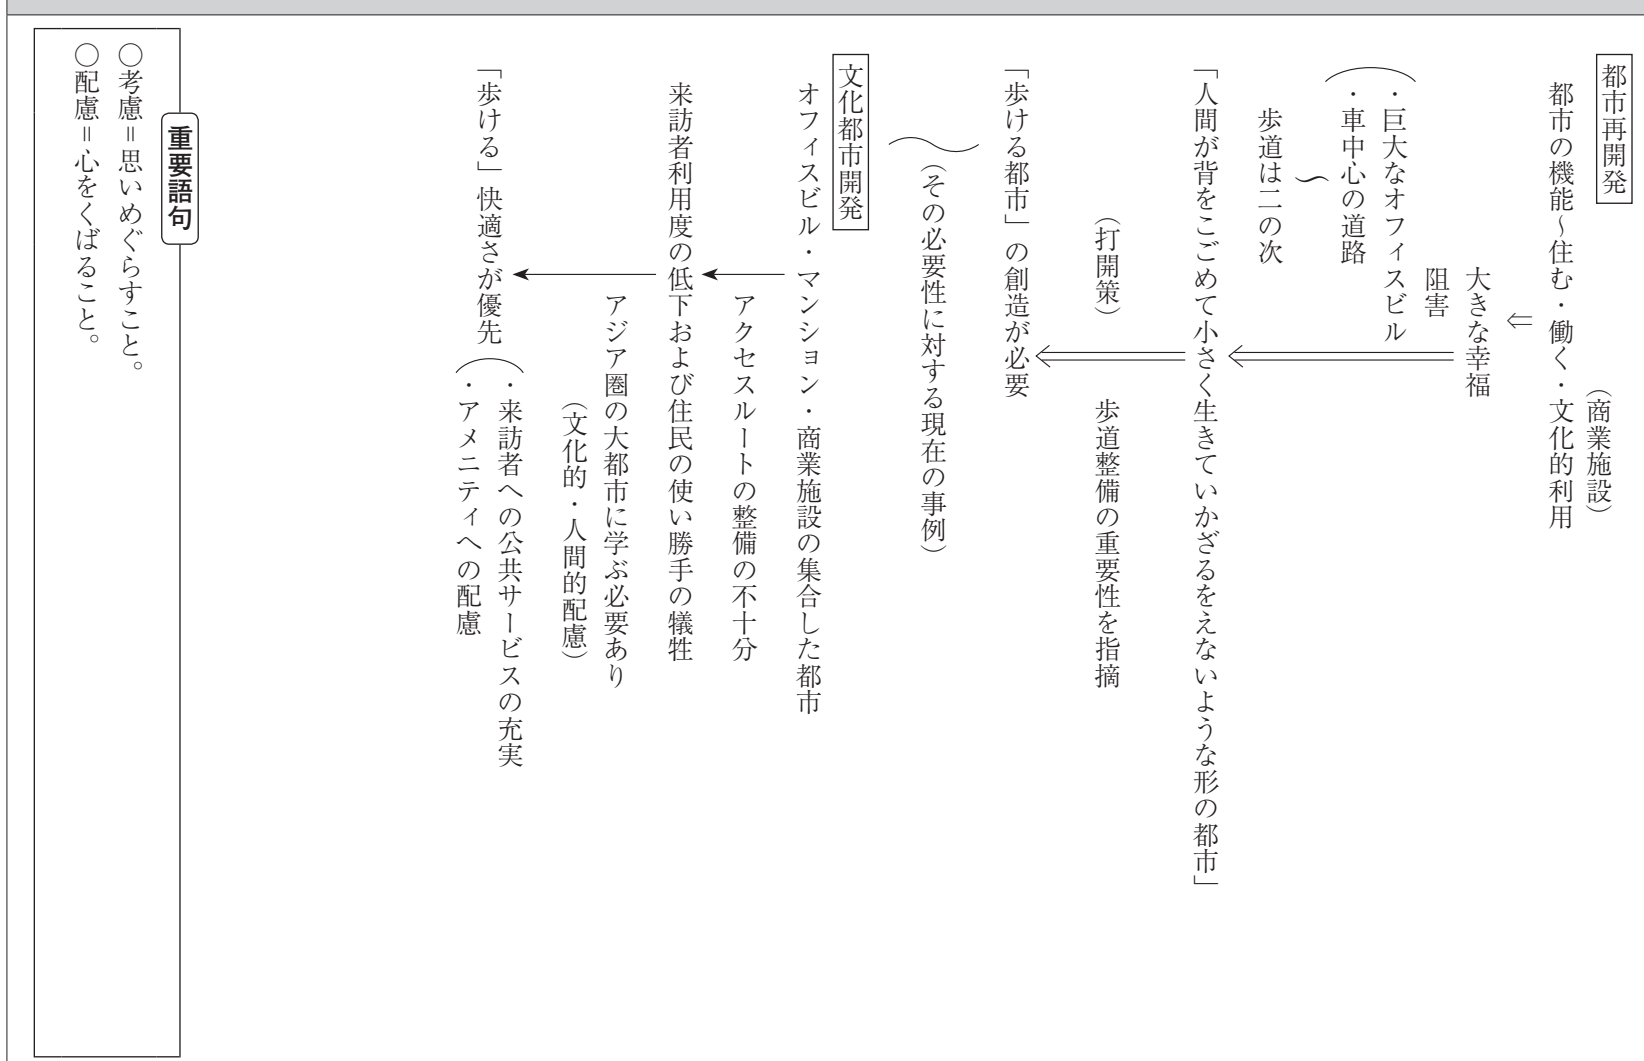 都市再開発
(商業施設)
都市の機能～住む・働く・文化的利用
⇐
大きな幸福
阻害
・巨大なオフィスビル
・車中心の道路
歩道は二の次
「人間が背をこごめて小さく生きていかざるをえないような形の都市」
(打開策)
歩道整備の重要性を指摘
「歩ける都市」の創造が必要
(その必要性に対する現在の事例)
文化都市開発
オフィスビル・マンション・商業施設の集合した都市
アクセスルートの整備の不十分
来訪者利用度の低下および住民の使い勝手の犠牲
アジア圏の大都市に学ぶ必要あり
(文化的・人間的配慮)
「歩ける」快適さが優先
・来訪者への公共サービスの充実
・アメニティへの配慮
重要語句
〇考慮＝思いめぐらすこと。
〇配慮＝心をくばること。